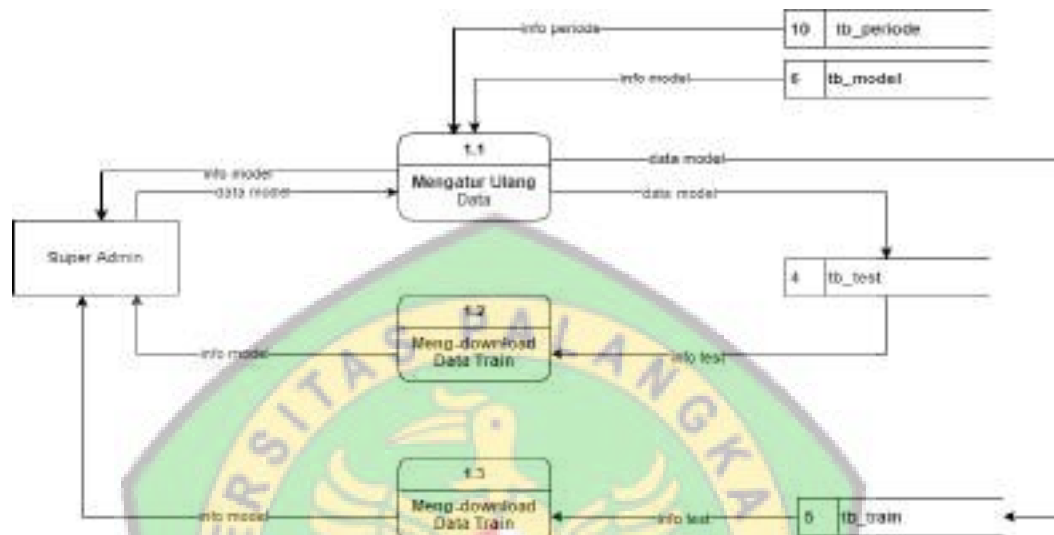 info periode
10 tb_periode
info model
6 tb_model
1.1
Mengatur Ulang
Data
info model
data model
data model
data model
Super Admin
4 tb_test
1.2
Meng-download
Data Train
info model
info test
1.3
Meng-download
Data Train
info model
info test
5 tb_train
ERSITAS PALANGKA